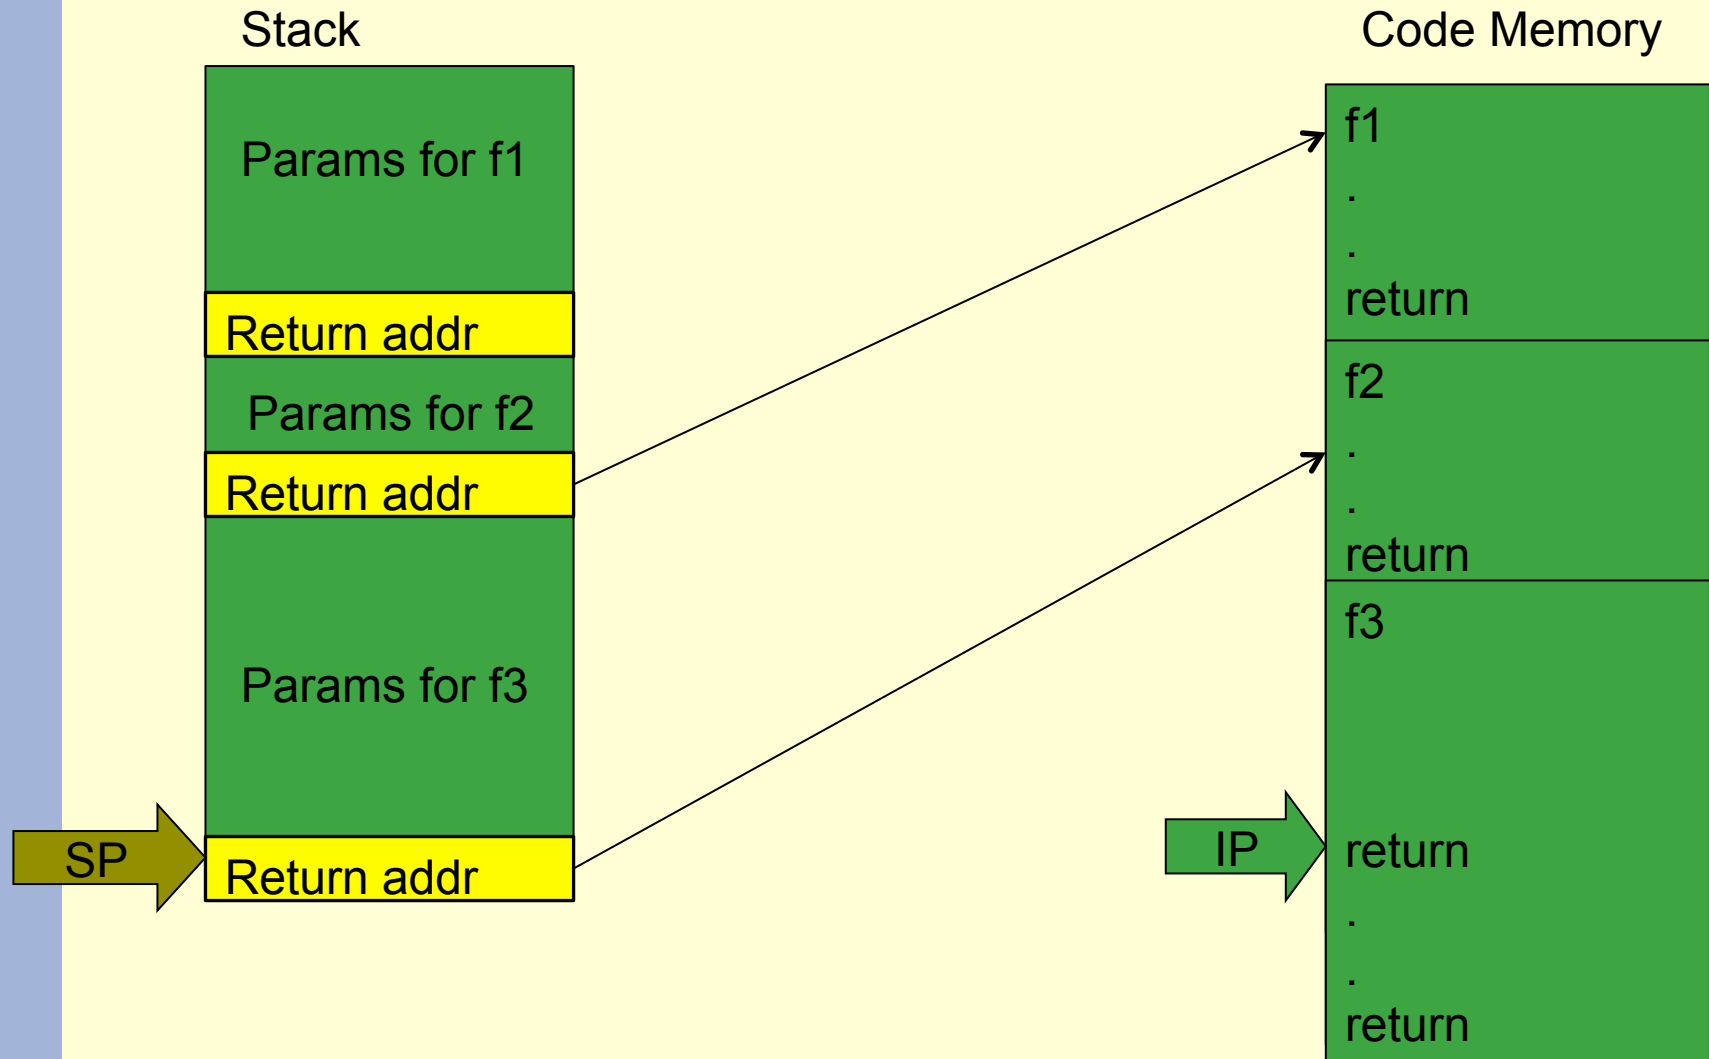 Stack
Params for f1
Return addr
Params for f2
Return addr
Params for f3
SP
Return addr
Code Memory
f1
.
.
return
f2
.
.
return
f3
IP
return
.
.
return